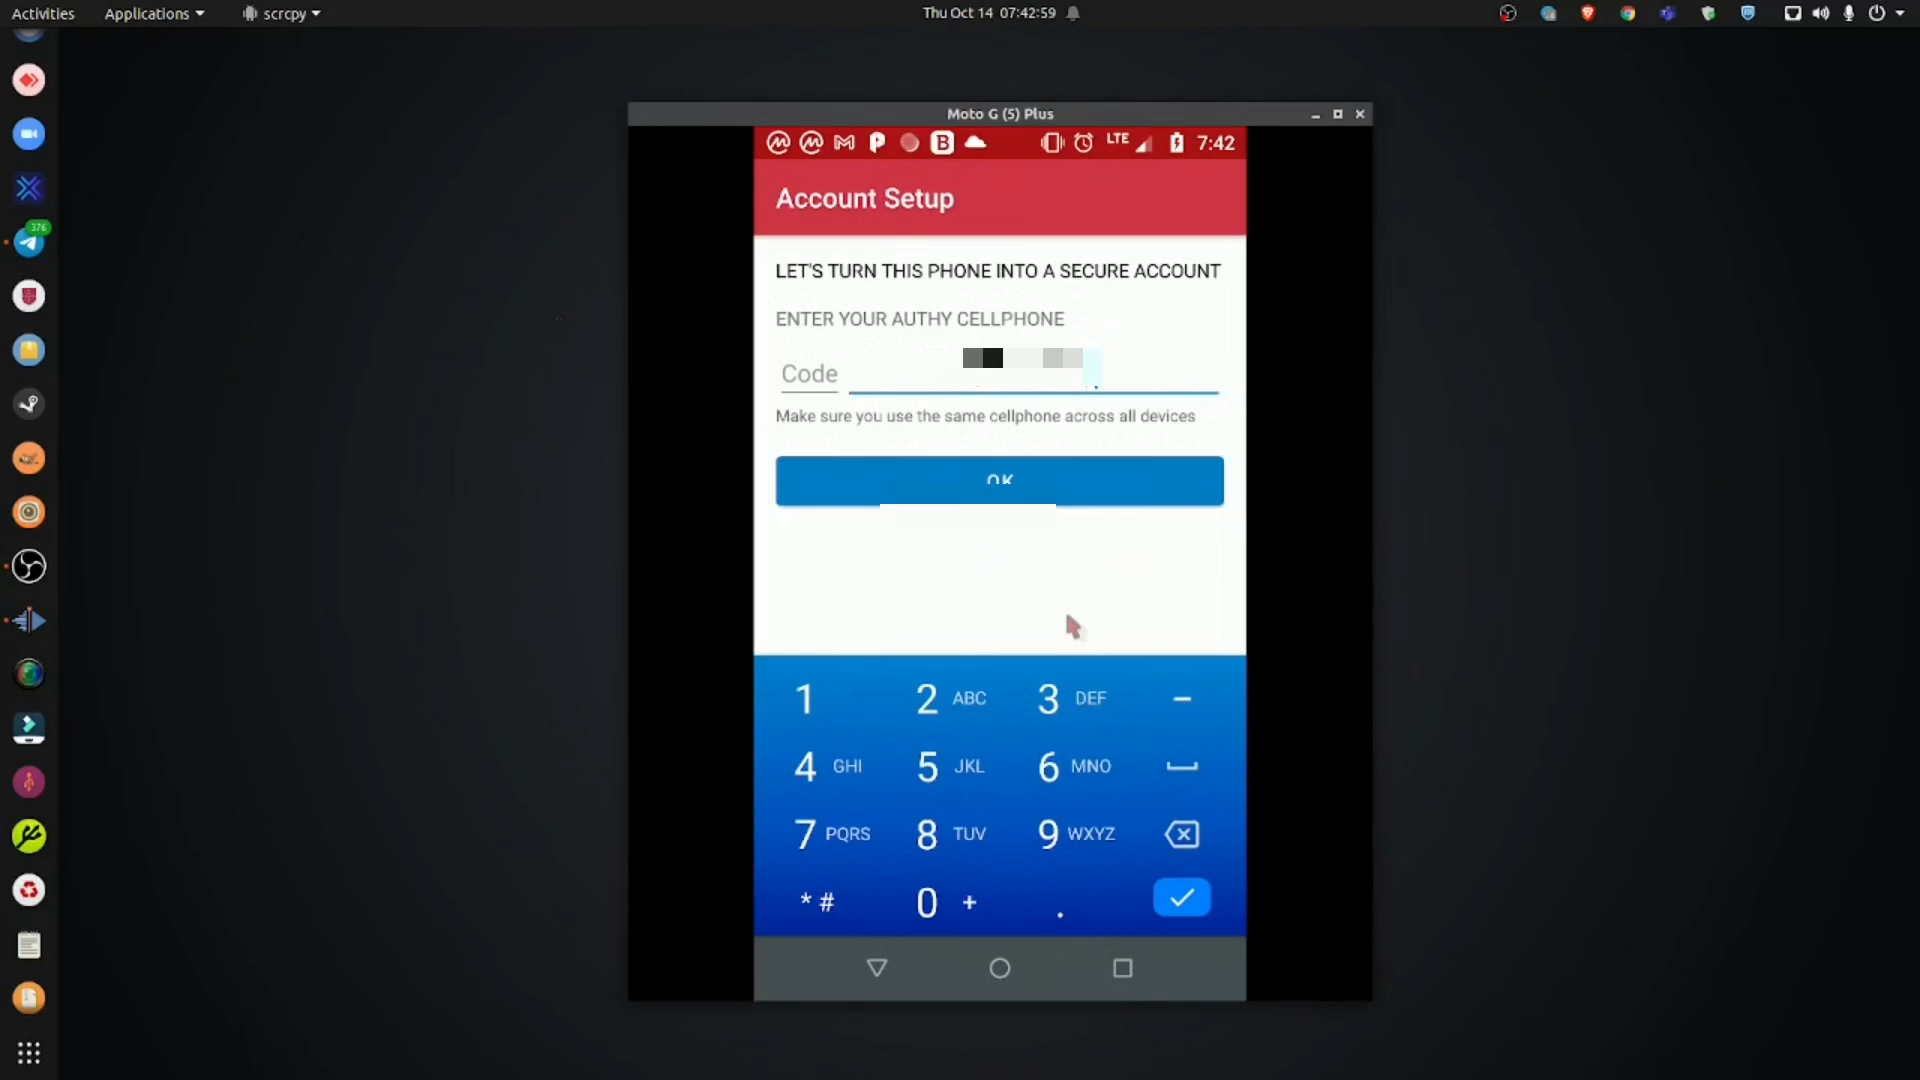 Activities Applications scrcpy Thu Oct 14 07:42:59
376
Moto G (5) Plus
LTE 7:42
Account Setup
LET'S TURN THIS PHONE INTO A SECURE ACCOUNT
ENTER YOUR AUTHY CELLPHONE
Code
Make sure you use the same cellphone across all devices
OK
1 2 ABC 3 DEF -
4 GHI 5 JKL 6 MNO
7 PQRS 8 TUV 9 WXYZ
* # 0 + .